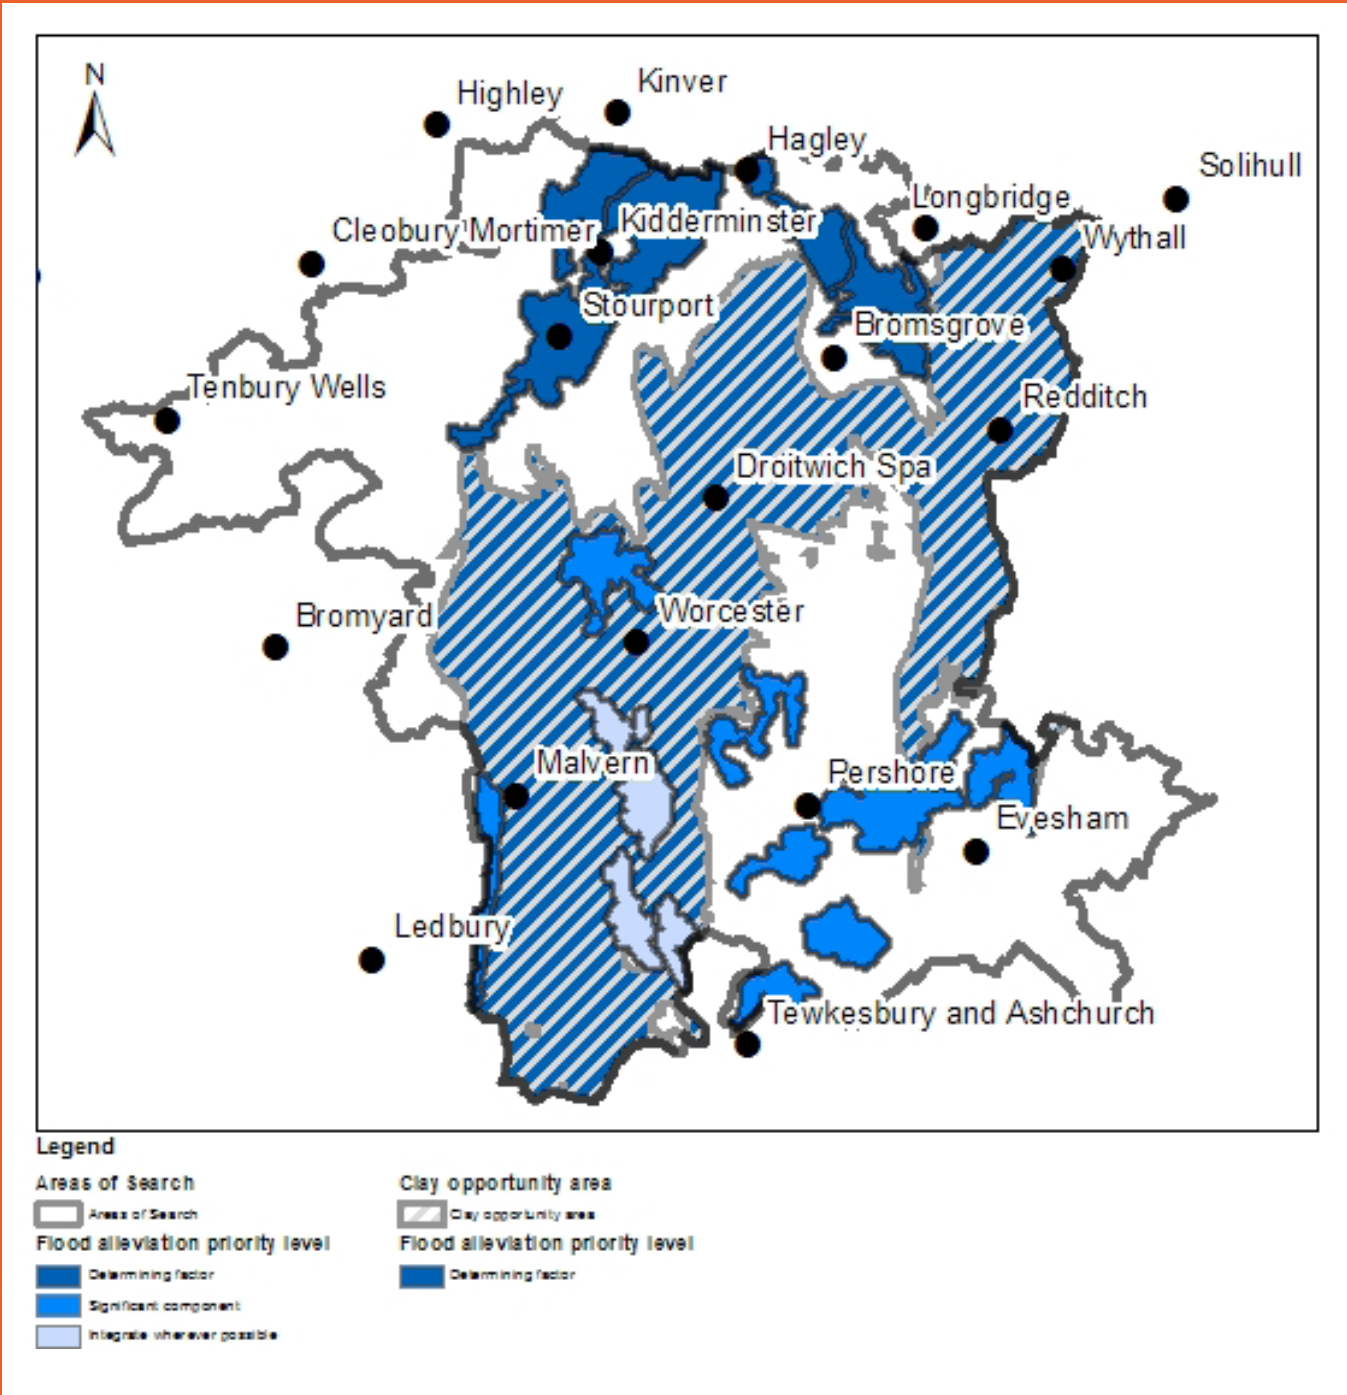 N
Highley
Kinver
Hagley
Solihull
Longbridge
Cleobury Mortimer
Kidderminster
Wythall
Stourport
Bromsgrove
Tenbury Wells
Redditch
Droitwich Spa
Bromyard
Worcester
Malvern
Pershore
Evesham
Ledbury
Tewkesbury and Ashchurch
Legend
Areas of Search
Areas of Search
Flood alleviation priority level
Determining factor
Significant component
Integrate wherever possible
Clay opportunity area
Clay opportunity area
Flood alleviation priority level
Determining factor